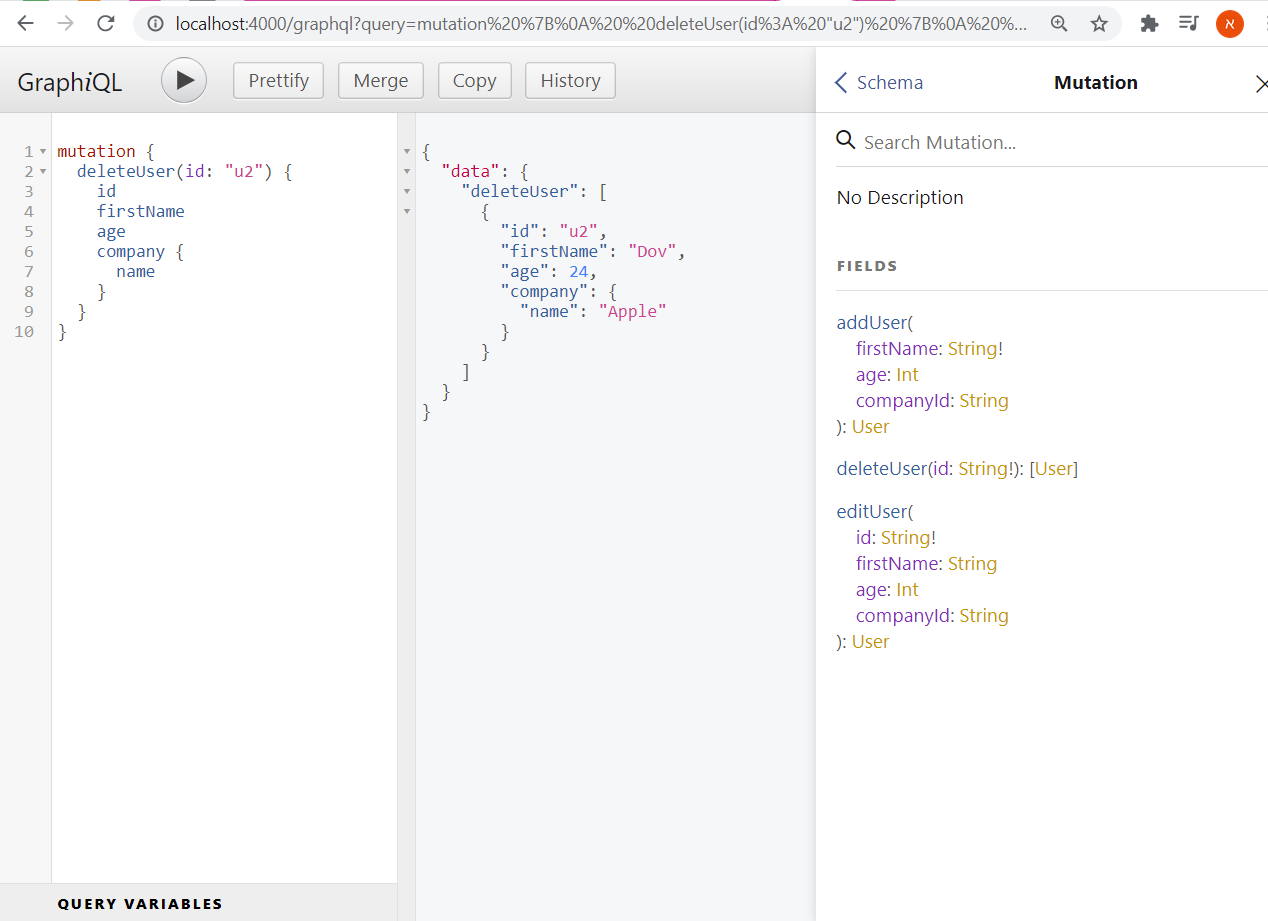 localhost:4000/graphql?query=mutation%20%7B%0A%20%20deleteUser(id%3A%20"u2")%20%7B%0A%20%20%...
א
GraphiQL
Prettify
Merge
Copy
History
1 mutation {
2 deleteUser(id: "u2") {
3 id
4 firstName
5 age
6 company {
7 name
8 }
9 }
10 }
QUERY VARIABLES
{
"data": {
"deleteUser": [
{
"id": "u2",
"firstName": "Dov",
"age": 24,
"company": {
"name": "Apple"
}
}
]
}
}
Schema
Mutation
Search Mutation...
No Description
FIELDS
addUser(
firstName: String!
age: Int
companyId: String
): User
deleteUser(id: String!): [User]
editUser(
id: String!
firstName: String
age: Int
companyId: String
): User